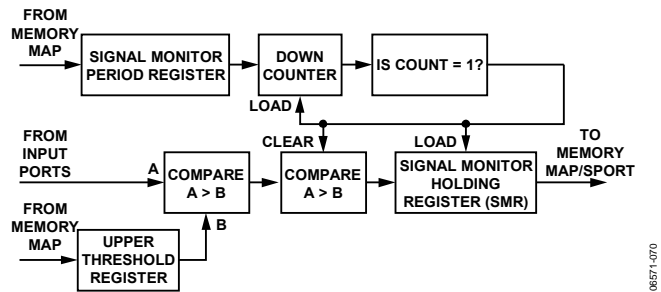 FROM
MEMORY
MAP
SIGNAL MONITOR
PERIOD REGISTER
DOWN
COUNTER
IS COUNT = 1?
LOAD
FROM
INPUT
PORTS
A
COMPARE
A > B
CLEAR
COMPARE
A > B
LOAD
SIGNAL MONITOR
HOLDING
REGISTER (SMR)
TO
MEMORY
MAP/SPORT
FROM
MEMORY
MAP
B
UPPER
THRESHOLD
REGISTER
06571-070